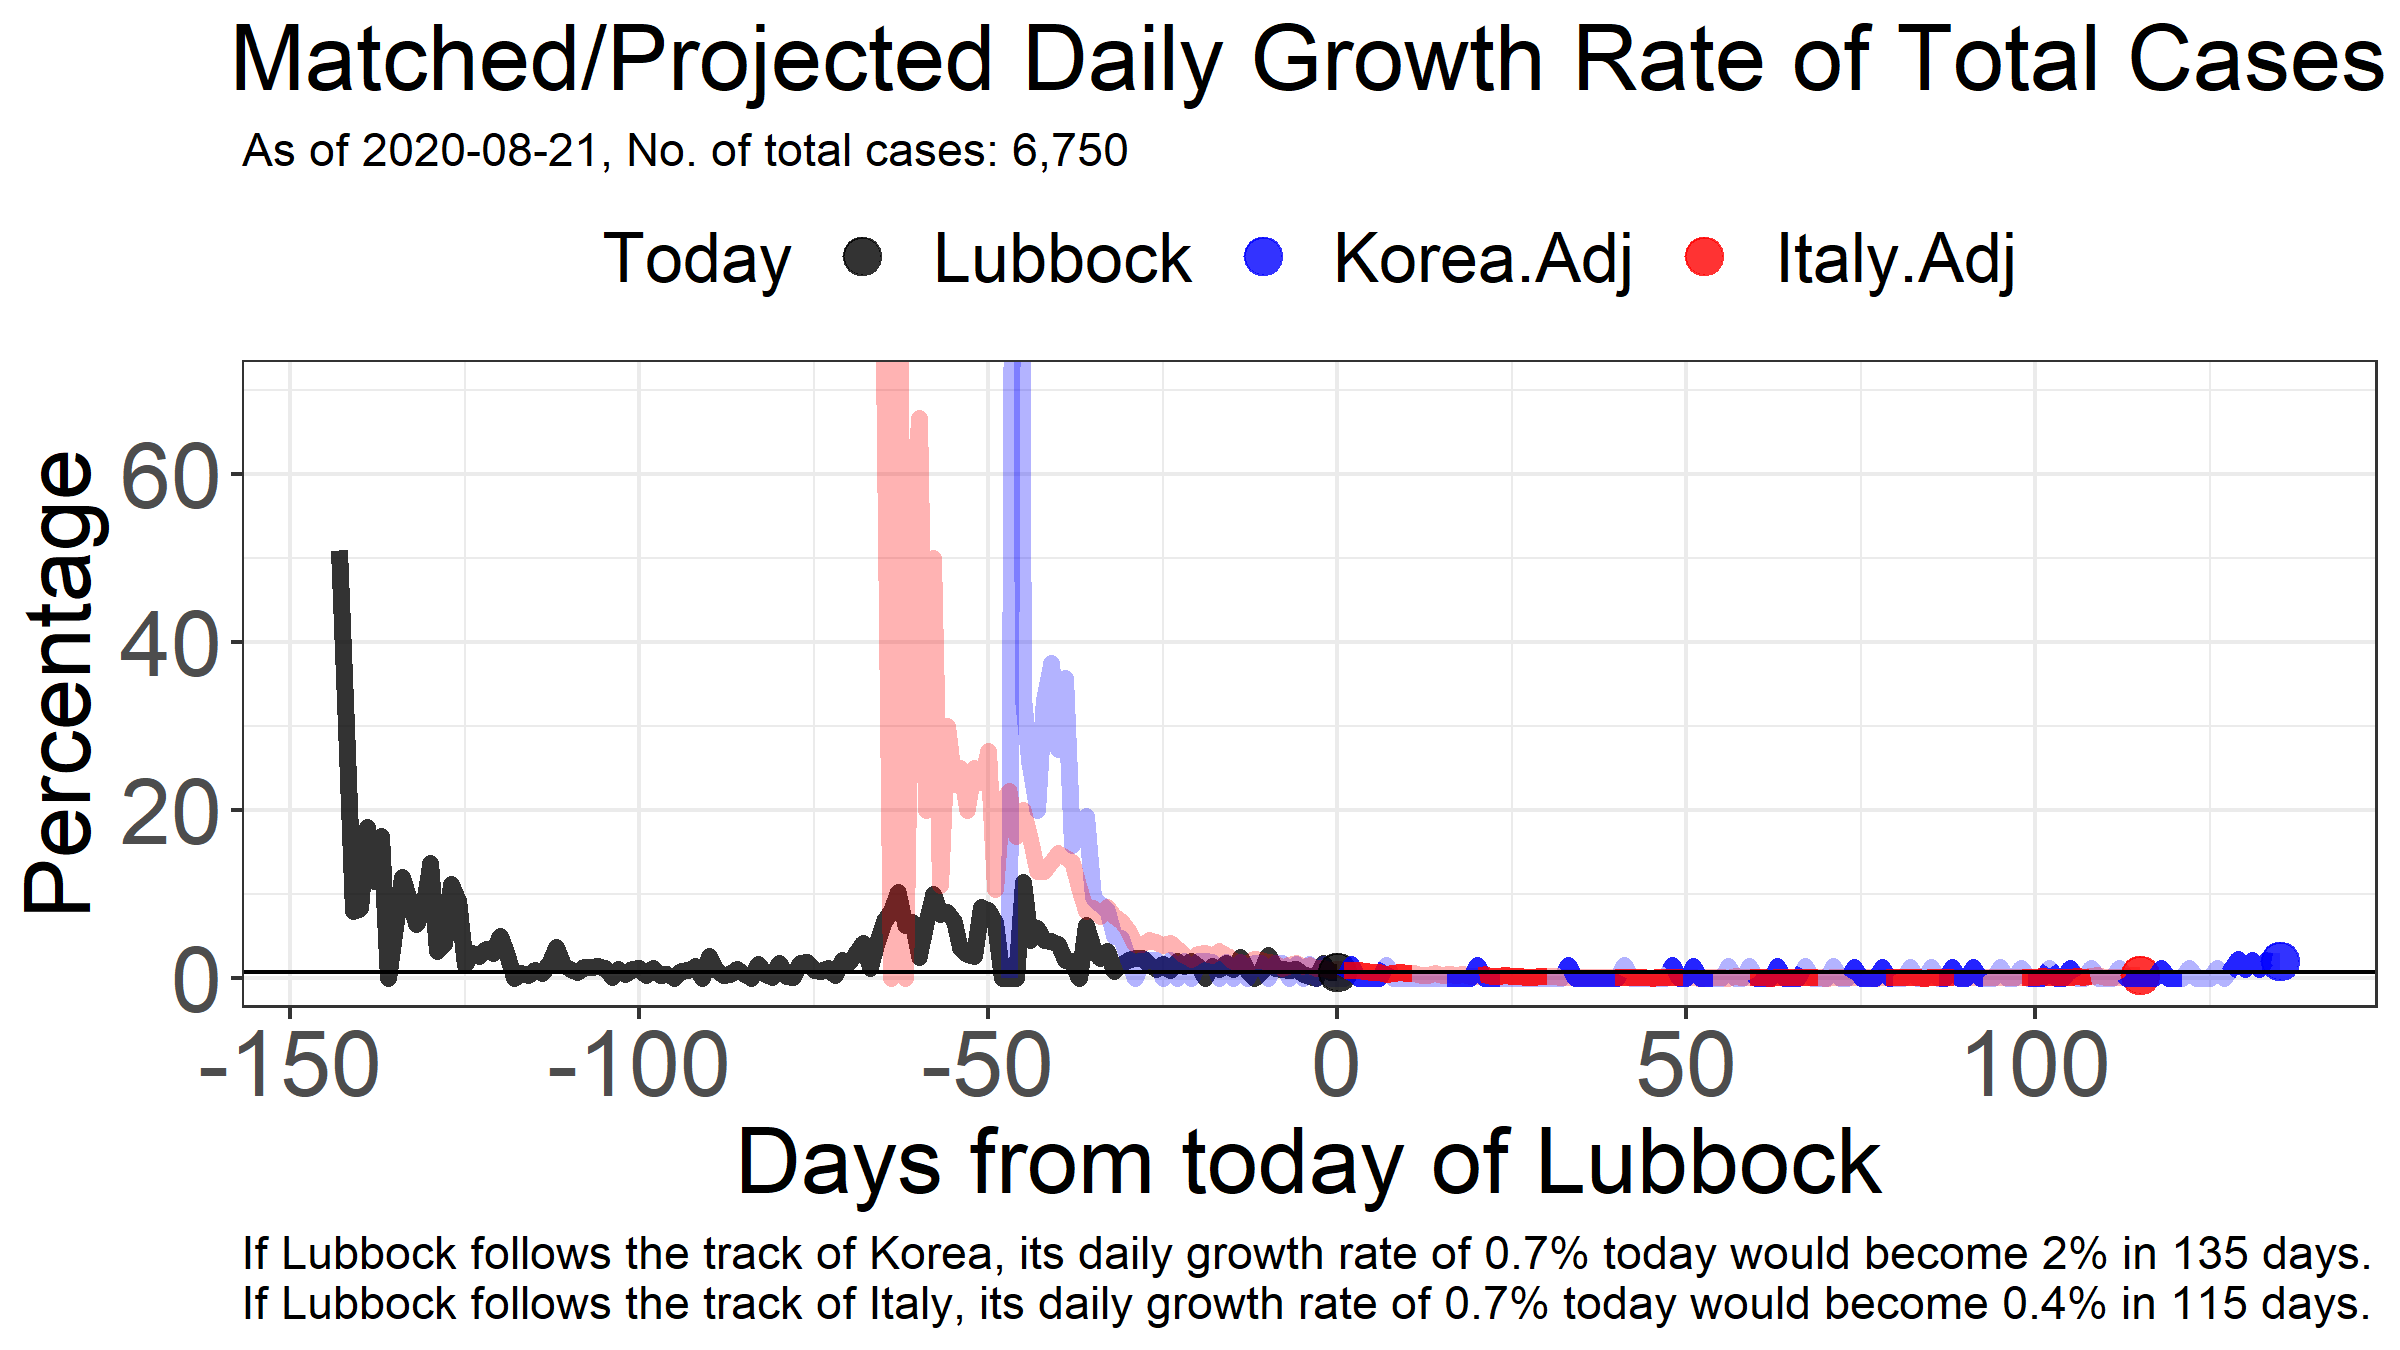 Matched/Projected Daily Growth Rate of Total Cases
As of 2020-08-21, No. of total cases: 6,750
Today Lubbock Korea.Adj Italy.Adj
Percentage
60
40
20
0
-150 -100 -50 0 50 100
Days from today of Lubbock
If Lubbock follows the track of Korea, its daily growth rate of 0.7% today would become 2% in 135 days.
If Lubbock follows the track of Italy, its daily growth rate of 0.7% today would become 0.4% in 115 days.